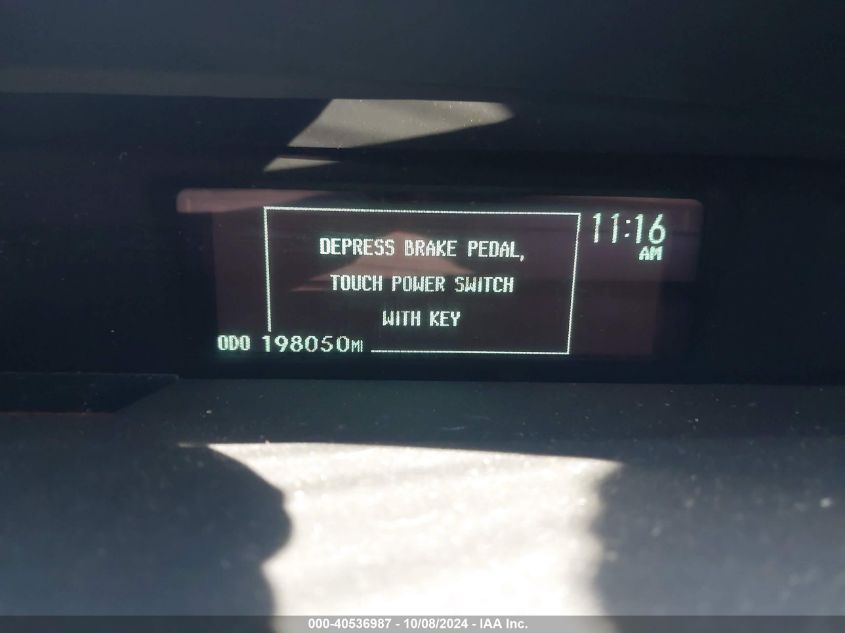 DEPRESS BRAKE PEDAL,
TOUCH POWER SWITCH
WITH KEY
11:16
AM
ODO 198050MI
000-40536987 - 10/08/2024 - IAA Inc.